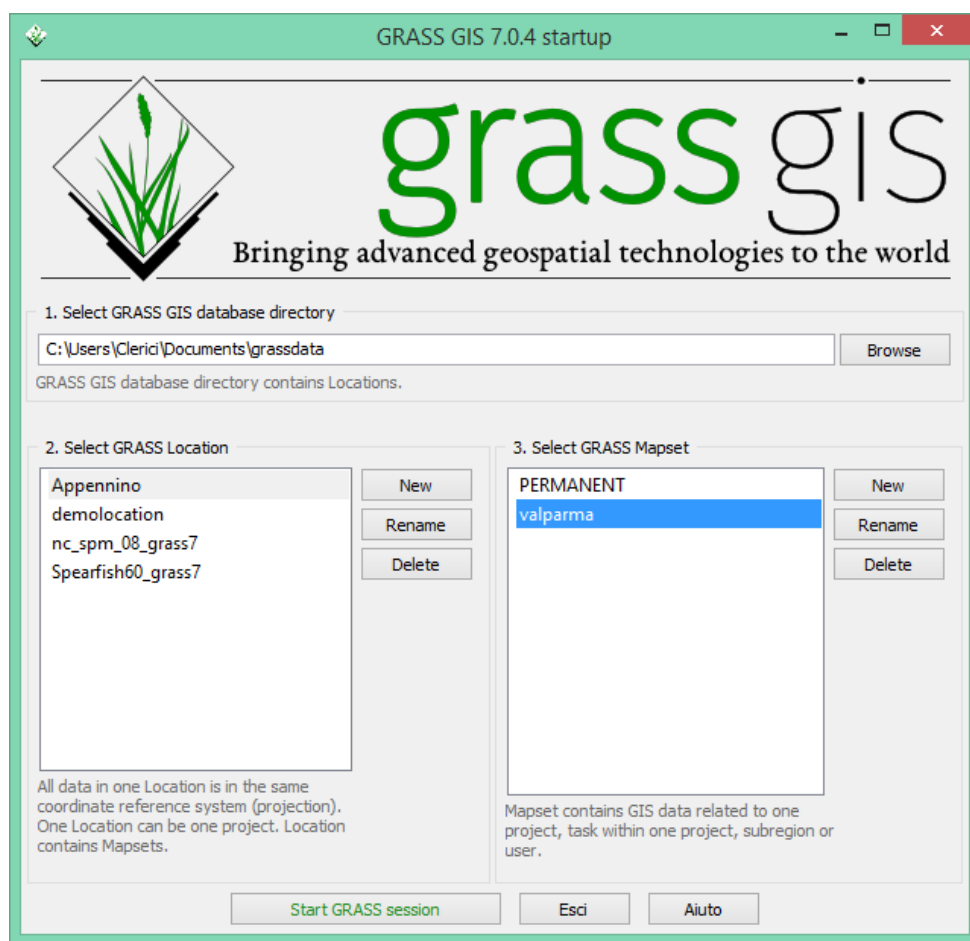 GRASS GIS 7.0.4 startup
grass gis
Bringing advanced geospatial technologies to the world
1. Select GRASS GIS database directory
C:\Users\Clerici\Documents\grassdata
Browse
GRASS GIS database directory contains Locations.
2. Select GRASS Location
Appennino
demolocation
nc_spm_08_grass7
Spearfish60_grass7
New
Rename
Delete
All data in one Location is in the same
coordinate reference system (projection).
One Location can be one project. Location
contains Mapsets.
3. Select GRASS Mapset
PERMANENT
valparma
New
Rename
Delete
Mapset contains GIS data related to one
project, task within one project, subregion or
user.
Start GRASS session
Esci
Aiuto